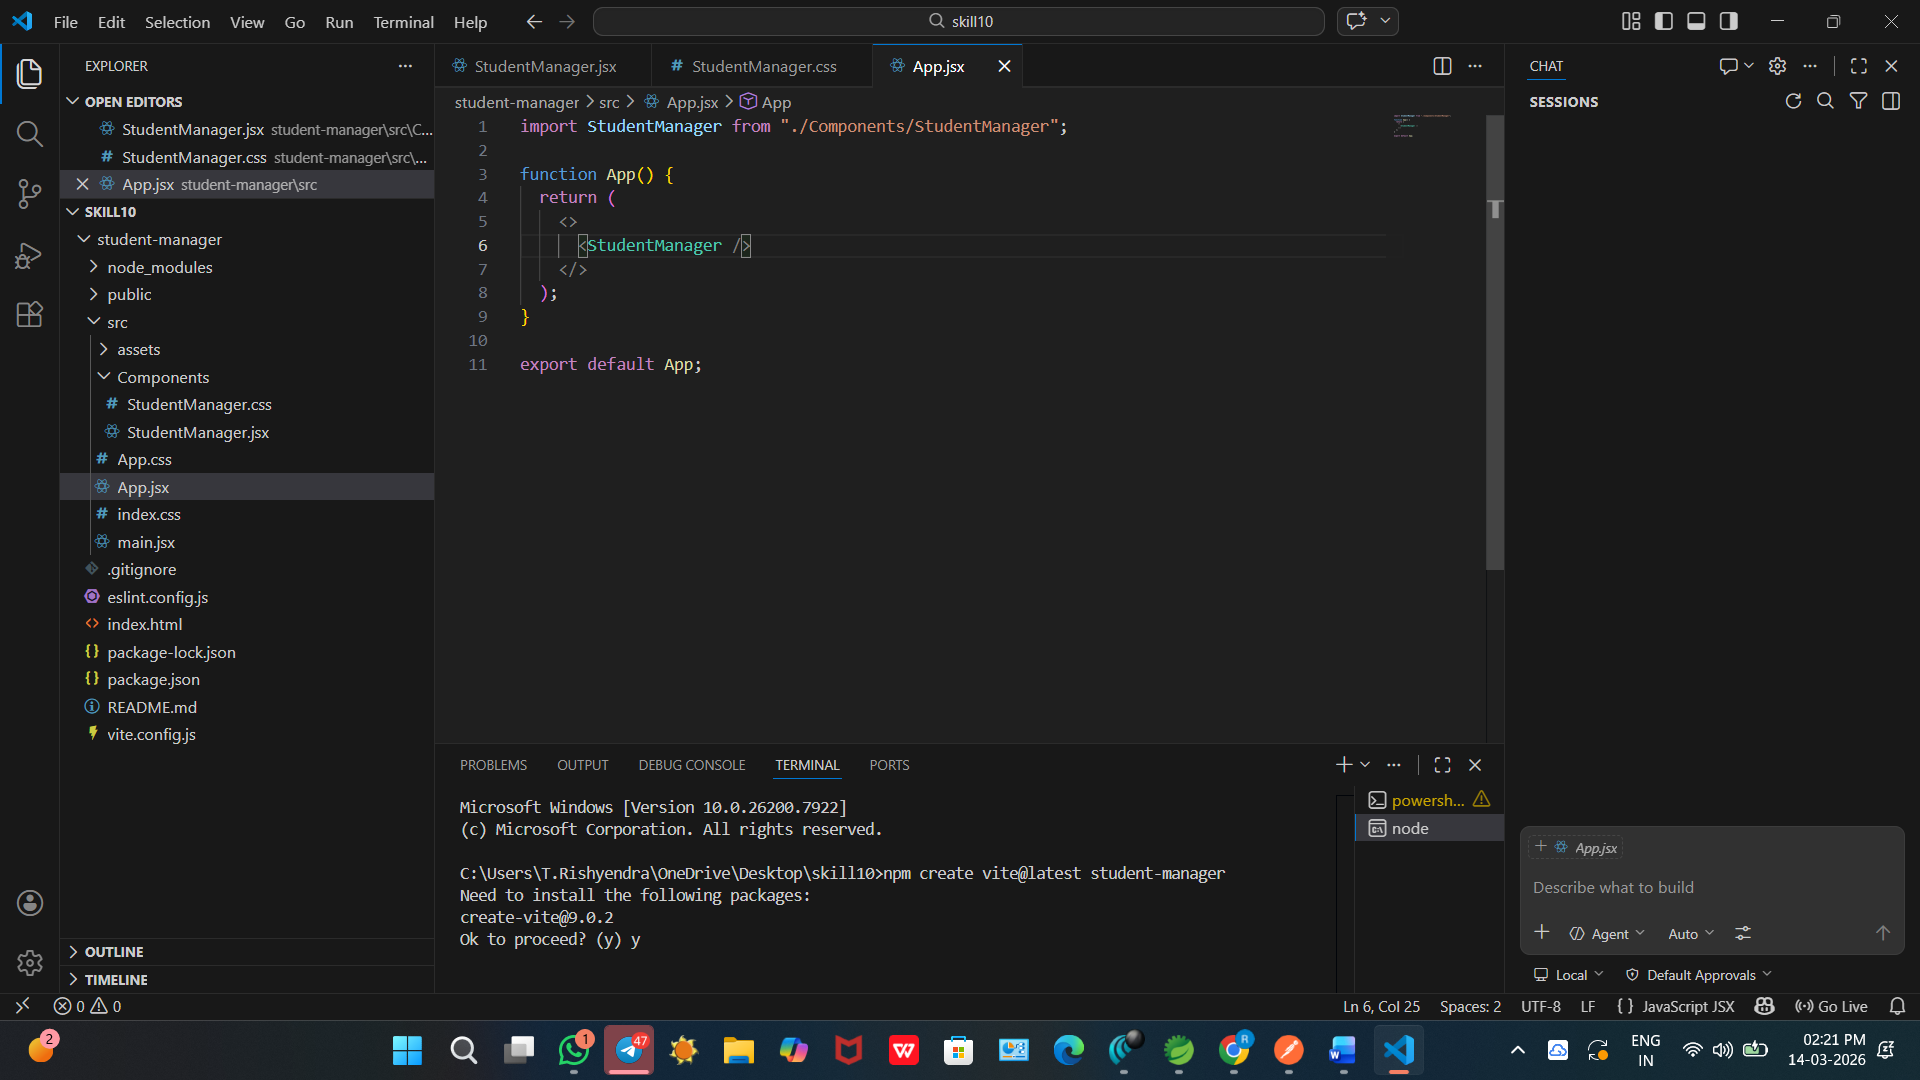 File Edit Selection View Go Run Terminal Help
skill10
EXPLORER
OPEN EDITORS
StudentManager.jsx student-manager\src\C...
StudentManager.css student-manager\src\...
App.jsx student-manager\src
SKILL10
student-manager
node_modules
public
src
assets
Components
StudentManager.css
StudentManager.jsx
App.css
App.jsx
index.css
main.jsx
.gitignore
eslint.config.js
index.html
package-lock.json
package.json
README.md
vite.config.js
OUTLINE
TIMELINE
StudentManager.jsx
StudentManager.css
App.jsx
student-manager > src > App.jsx > App
1 import StudentManager from "./Components/StudentManager";
2
3 function App() {
4 return (
5 <>
6 <StudentManager />
7 </>
8 );
9 }
10
11 export default App;
PROBLEMS OUTPUT DEBUG CONSOLE TERMINAL PORTS
Microsoft Windows [Version 10.0.26200.7922]
(c) Microsoft Corporation. All rights reserved.
C:\Users\T.Rishyendra\OneDrive\Desktop\skill10>npm create vite@latest student-manager
Need to install the following packages:
create-vite@9.0.2
Ok to proceed? (y) y
powersh...
node
CHAT
SESSIONS
App.jsx
Describe what to build
Agent Auto
Local Default Approvals
0 0
Ln 6, Col 25 Spaces: 2 UTF-8 LF { } JavaScript JSX Go Live
2
1
47
W
R
W
ENG
IN
02:21 PM
14-03-2026